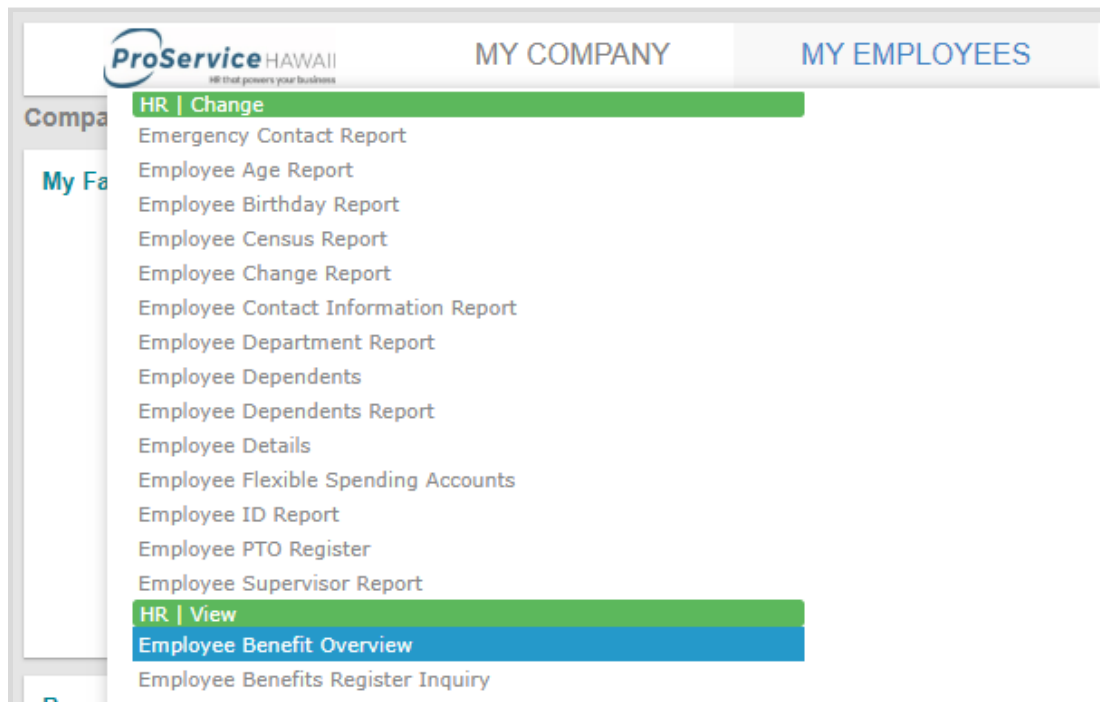 ProService HAWAII
HR that powers your business
MY COMPANY
MY EMPLOYEES
Compa
My Fa
HR | Change
Emergency Contact Report
Employee Age Report
Employee Birthday Report
Employee Census Report
Employee Change Report
Employee Contact Information Report
Employee Department Report
Employee Dependents
Employee Dependents Report
Employee Details
Employee Flexible Spending Accounts
Employee ID Report
Employee PTO Register
Employee Supervisor Report
HR | View
Employee Benefit Overview
Employee Benefits Register Inquiry